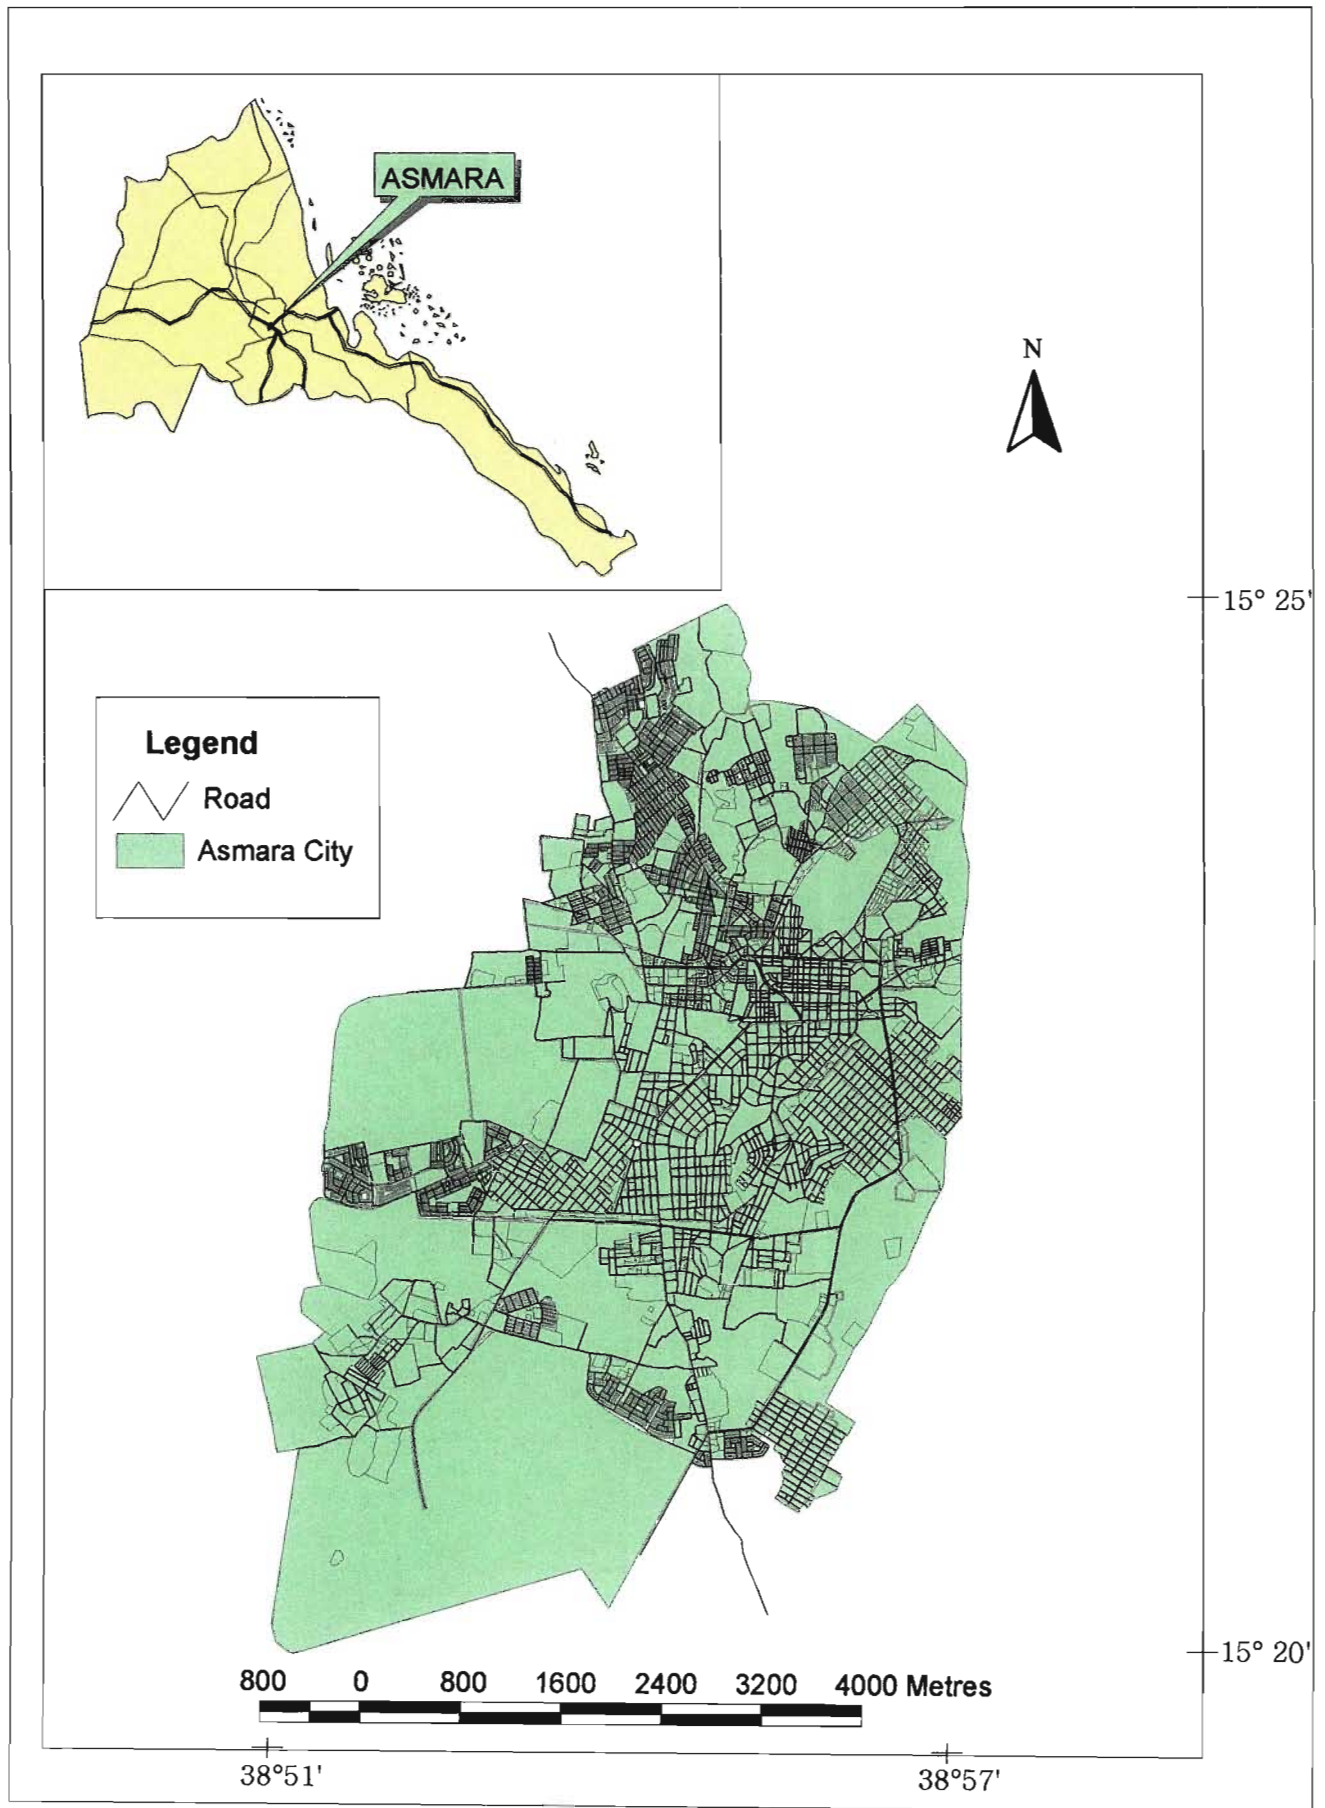 ASMARA
N
15° 25'
Legend
Road
Asmara City
15° 20'
800 0 800 1600 2400 3200 4000 Metres
38°51' 38°57'